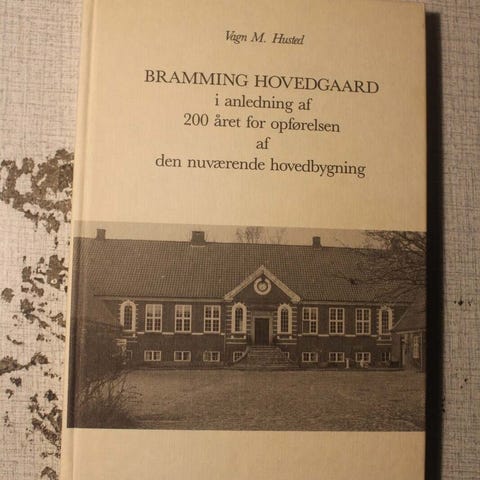 Vagn M. Husted
BRAMMING HOVEDGAARD
i anledning af
200 året for opførelsen
af
den nuværende hovedbygning